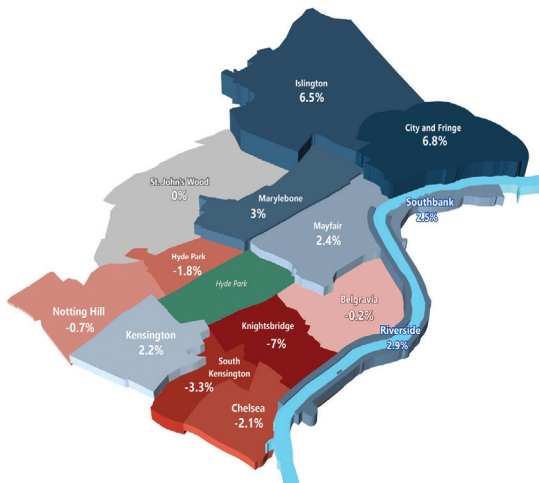 Islington
6.5%
City and Fringe
6.8%
St. John's Wood
0%
Marylebone
3%
Southbank
2.5%
Mayfair
2.4%
Hyde Park
-1.8%
Hyde Park
Notting Hill
-0.7%
Belgravia
-0.2%
Kensington
2.2%
Knightsbridge
-7%
Riverside
2.9%
South
Kensington
-3.3%
Chelsea
-2.1%